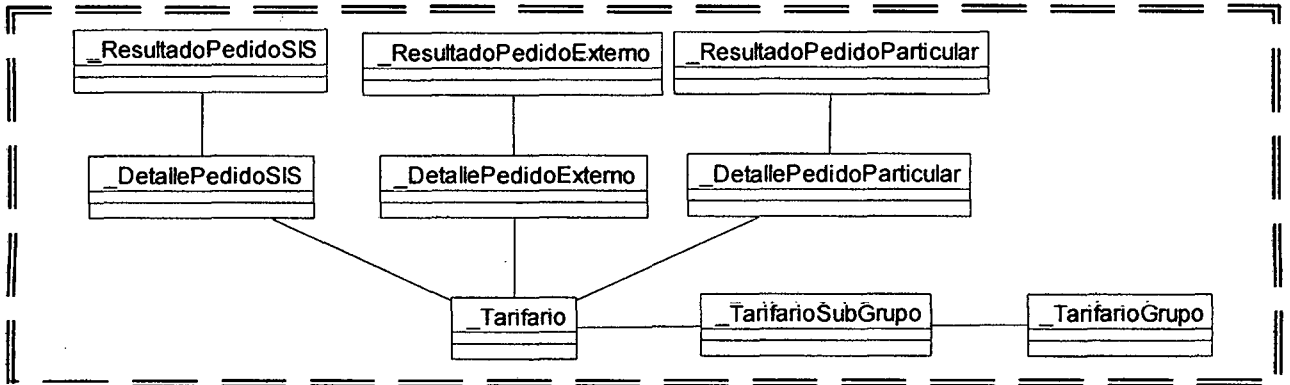 _ResultadoPedidoSIS
_ResultadoPedidoExterno
_ResultadoPedidoParticular
_DetallePedidoSIS
_DetallePedidoExterno
_DetallePedidoParticular
_Tarifario
_TarifarioSubGrupo
_TarifarioGrupo